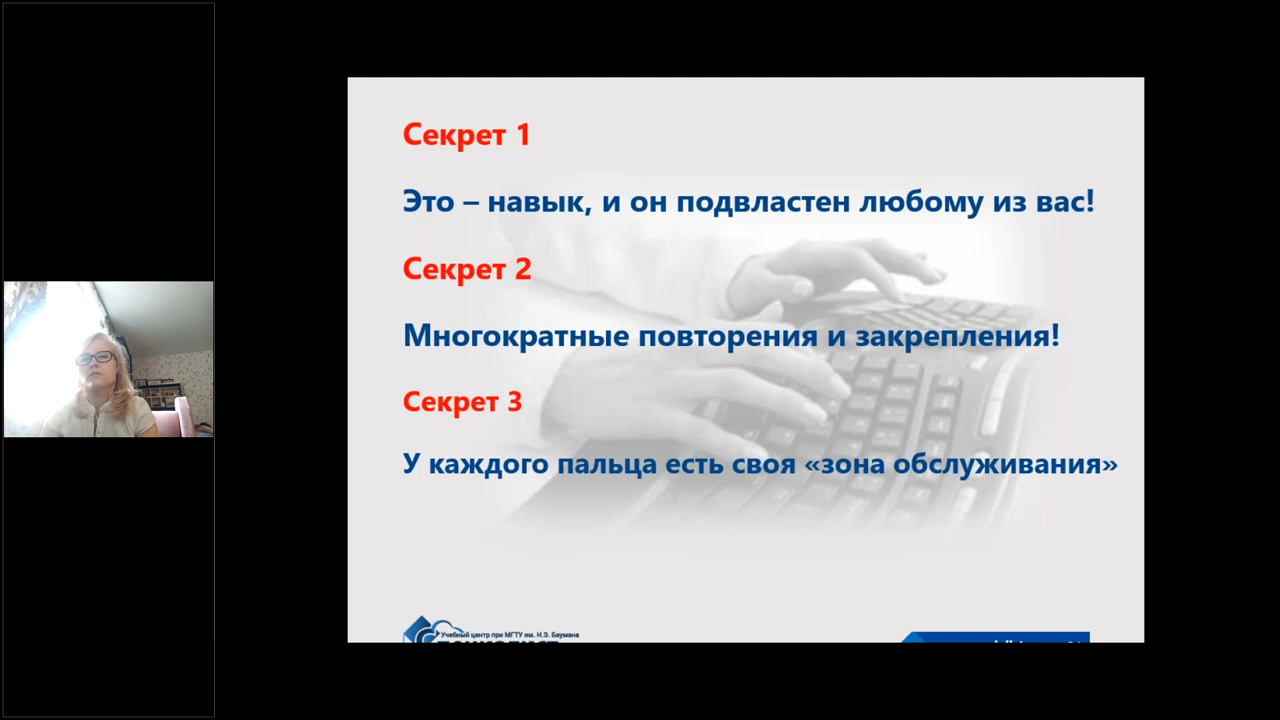 Секрет 1
Это – навык, и он подвластен любому из вас!
Секрет 2
Многократные повторения и закрепления!
Секрет 3
У каждого пальца есть своя «зона обслуживания»
Учебный центр при МГТУ им. Н.Э. Баумана